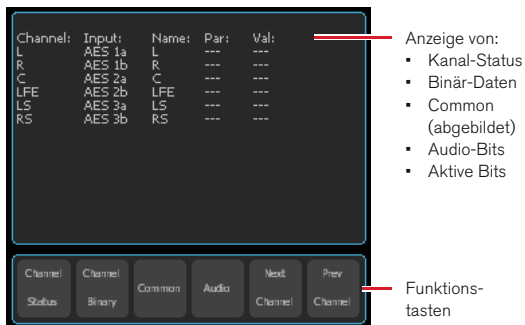 Channel: Input: Name: Par: Val:
L AES 1a L --- ---
R AES 1b R --- ---
C AES 2a C --- ---
LFE AES 2b LFE --- ---
LS AES 3a LS --- ---
RS AES 3b RS --- ---
Anzeige von:
▪ Kanal-Status
▪ Binär-Daten
▪ Common
(abgebildet)
▪ Audio-Bits
▪ Aktive Bits
Channel Status
Channel Binary
Common
Audio
Next Channel
Prev Channel
Funktions-
tasten